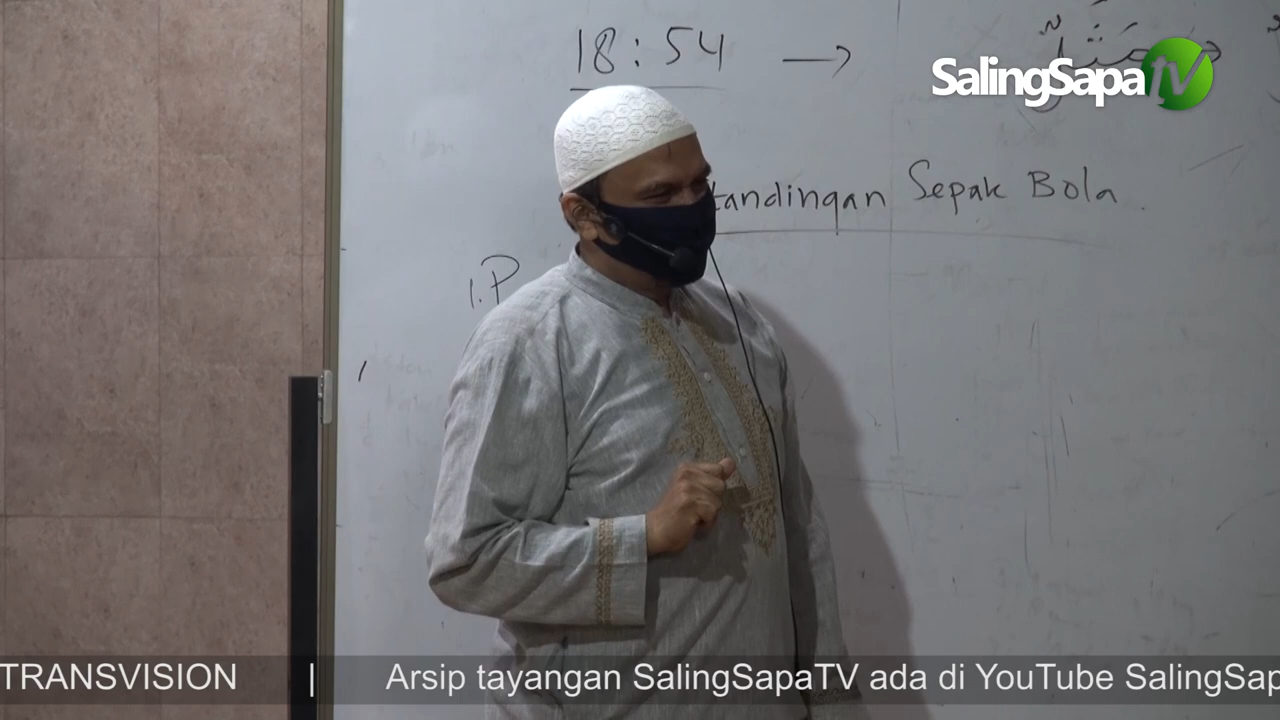 18:54 → مَثَلٍ
SalingSapaTV
tandingan Sepak Bola.
1. P
TRANSVISION | Arsip tayangan SalingSapaTV ada di YouTube SalingSap